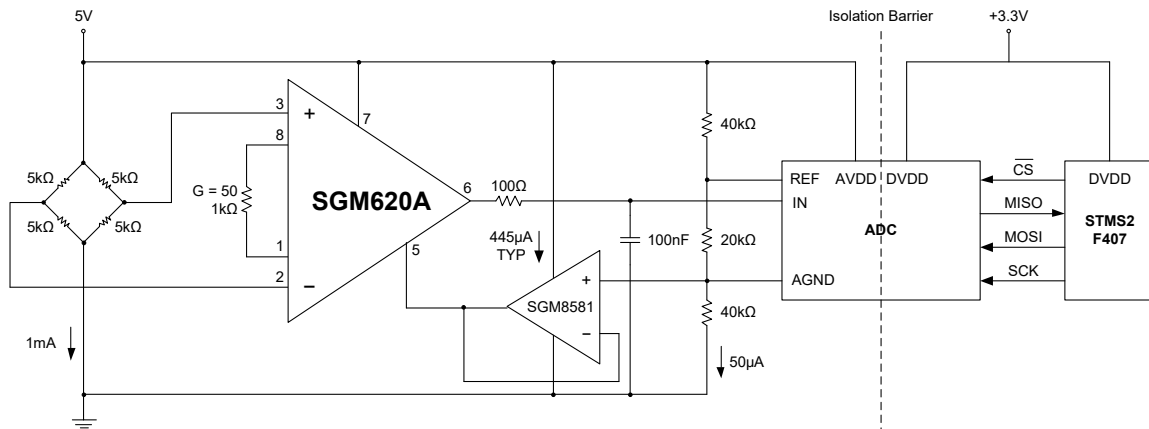 5V
Isolation Barrier
+3.3V
3
+
7
8
5kΩ
5kΩ
5kΩ
5kΩ
G = 50
1kΩ
SGM620A
6
100Ω
1
5
2
−
445µA
TYP
100nF
SGM8581
+
−
40kΩ
20kΩ
40kΩ
50µA
1mA
REF
AVDD
DVDD
IN
ADC
AGND
CS
MISO
MOSI
SCK
DVDD
STMS2
F407